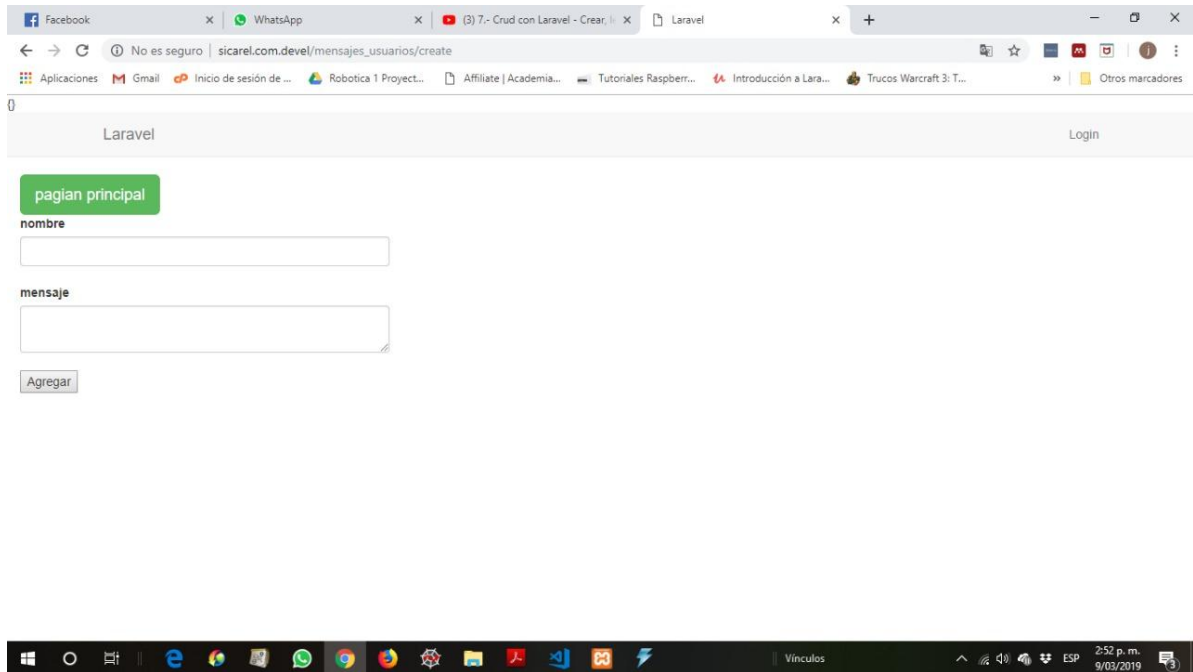 Facebook
WhatsApp
(3) 7.- Crud con Laravel - Crear, l
Laravel
No es seguro | sicarel.com.devel/mensajes_usuarios/create
j
Aplicaciones
Gmail
Inicio de sesión de ...
Robotica 1 Proyect...
Affiliate | Academia...
Tutoriales Raspberr...
Introducción a Lara...
Trucos Warcraft 3: T...
»
Otros marcadores
{}
Laravel
Login
pagian principal
nombre
mensaje
Agregar
Vínculos
ESP
2:52 p. m.
9/03/2019
3